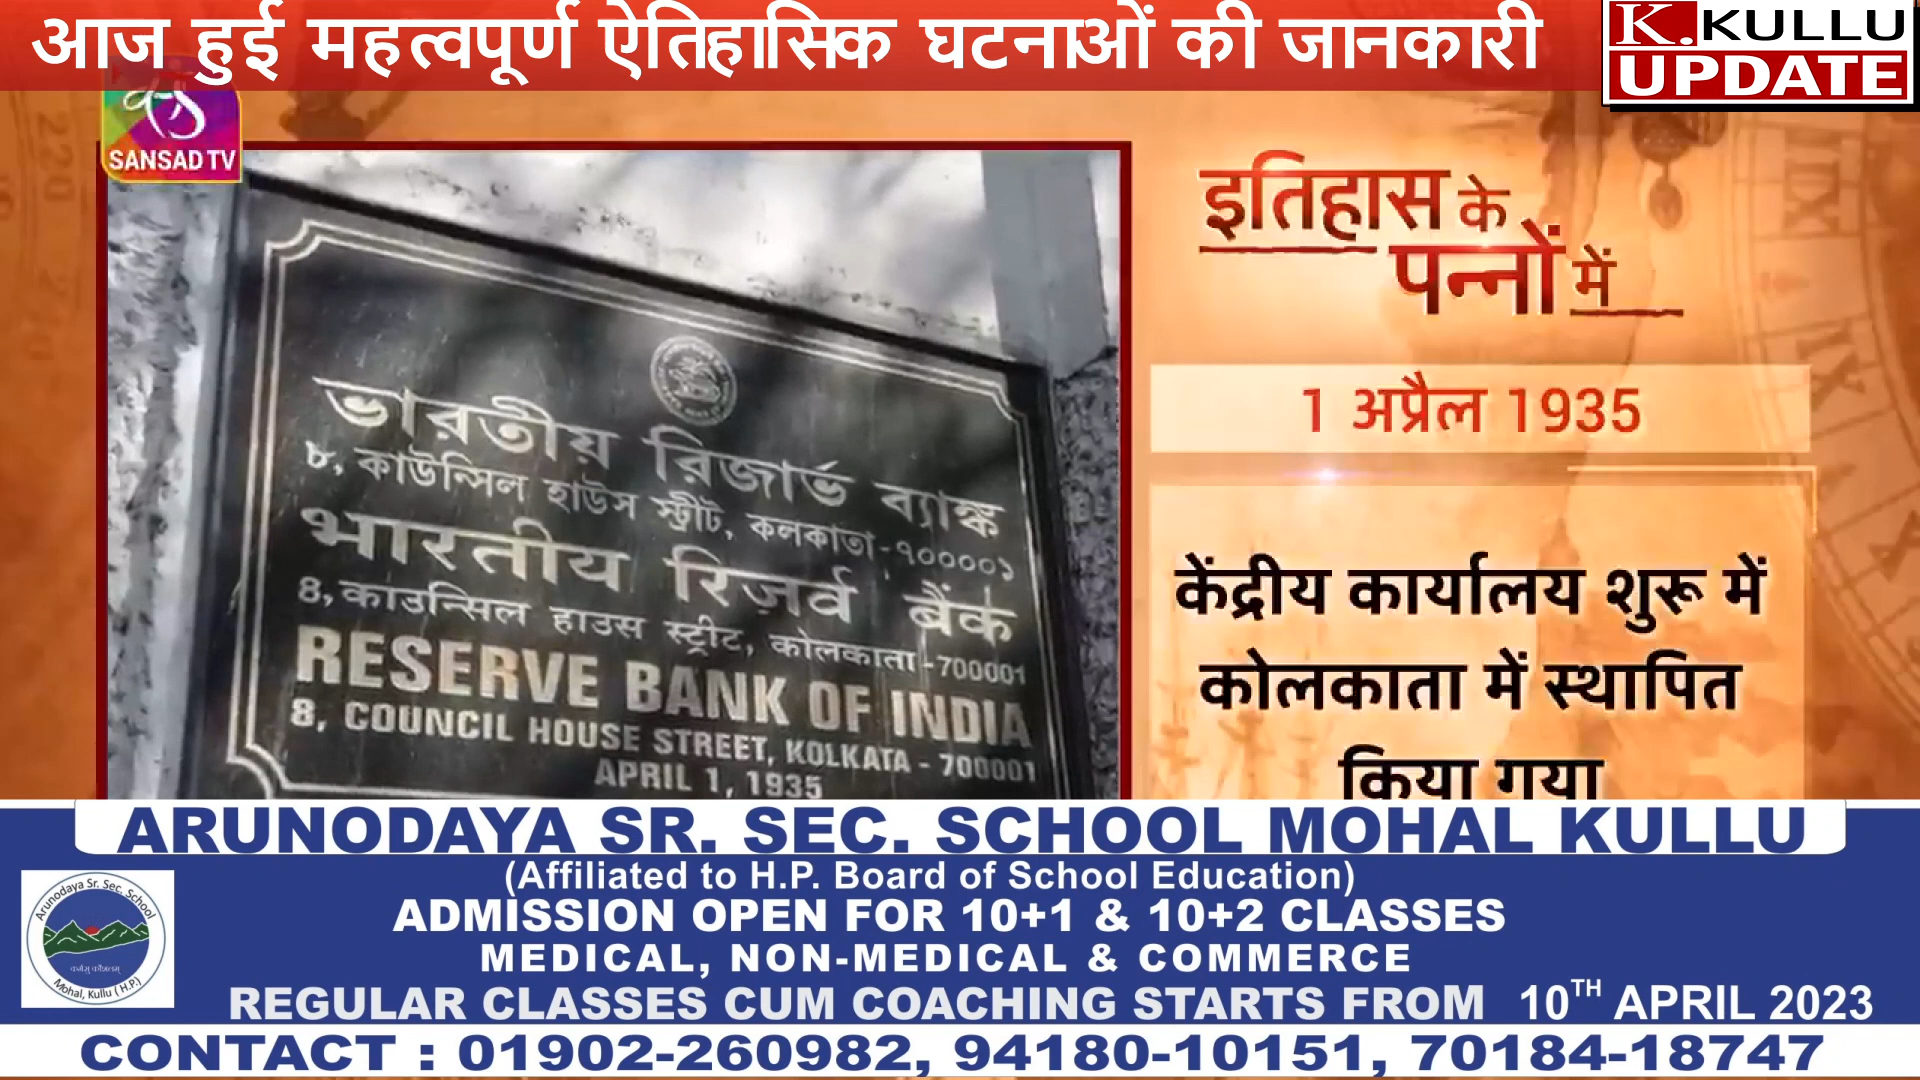 आज हुई महत्वपूर्ण ऐतिहासिक घटनाओं की जानकारी
K. KULLU
UPDATE
SANSAD TV
इतिहास के
पन्नों में
1 अप्रैल 1935
केंद्रीय कार्यालय शुरू में
कोलकाता में स्थापित
किया गया
ভারতীয় রিজার্ভ ব্যাঙ্ক
৮, কাউন্সিল হাউস স্ট্রীট, কলকাতা-৭০০০০১
भारतीय रिज़र्व बैंक
8, काउन्सिल हाउस स्ट्रीट, कोलकाता-700001
RESERVE BANK OF INDIA
8, COUNCIL HOUSE STREET, KOLKATA - 700001
APRIL 1, 1935
ARUNODAYA SR. SEC. SCHOOL MOHAL KULLU
(Affiliated to H.P. Board of School Education)
ADMISSION OPEN FOR 10+1 & 10+2 CLASSES
MEDICAL, NON-MEDICAL & COMMERCE
REGULAR CLASSES CUM COACHING STARTS FROM 10TH APRIL 2023
Arunodaya Sr. Sec. School
Mohal, Kullu (H.P.)
CONTACT : 01902-260982, 94180-10151, 70184-18747